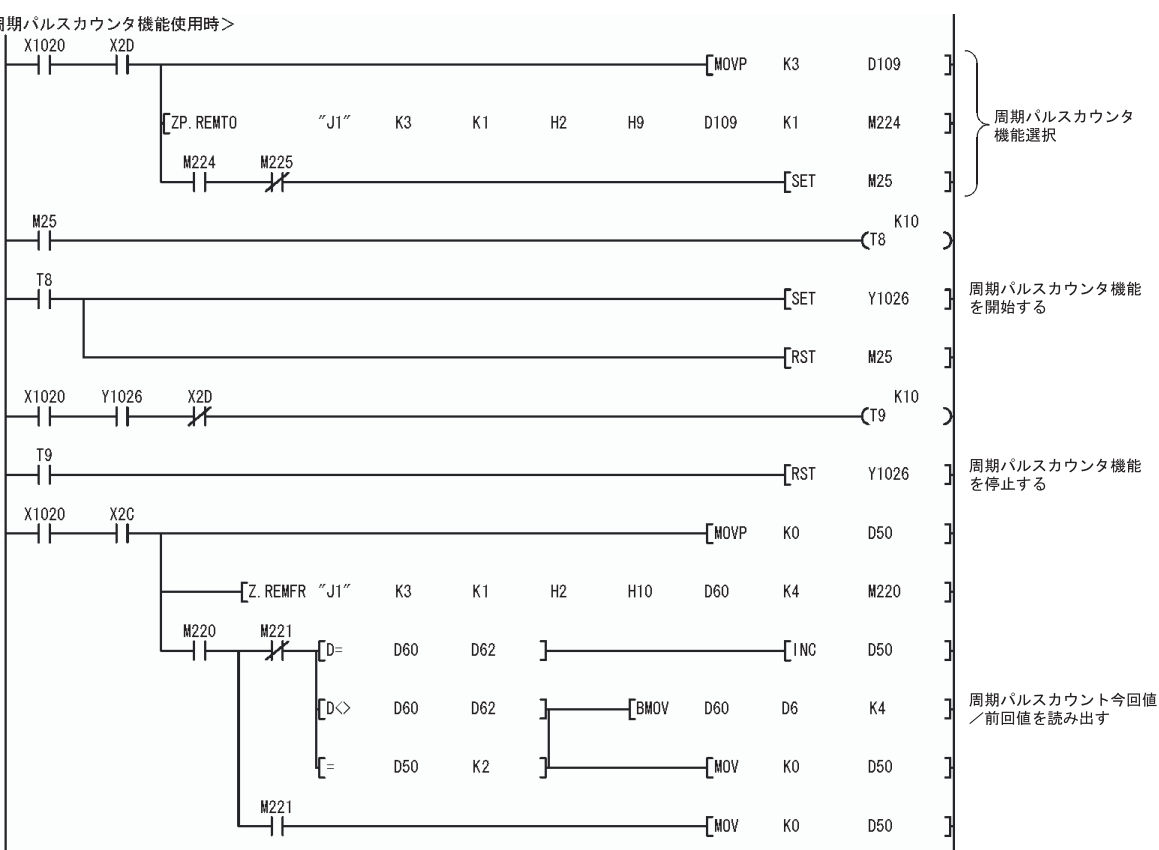 周期パルスカウンタ機能使用時＞
X1020 X2D
[MOVP K3 D109 ]
[ZP.REMTO "J1" K3 K1 H2 H9 D109 K1 M224 ]
周期パルスカウンタ
機能選択
M224 M225
[SET M25 ]
M25 K10
(T8 )
T8
[SET Y1026 ]
周期パルスカウンタ機能
を開始する
[RST M25 ]
X1020 Y1026 X2D K10
(T9 )
T9
[RST Y1026 ]
周期パルスカウンタ機能
を停止する
X1020 X2C
[MOVP K0 D50 ]
[Z.REMFR "J1" K3 K1 H2 H10 D60 K4 M220 ]
M220 M221
[D= D60 D62 ] [INC D50 ]
[D<> D60 D62 ] [BMOV D60 D6 K4 ]
周期パルスカウント今回値
／前回値を読み出す
[= D50 K2 ] [MOV K0 D50 ]
M221
[MOV K0 D50 ]